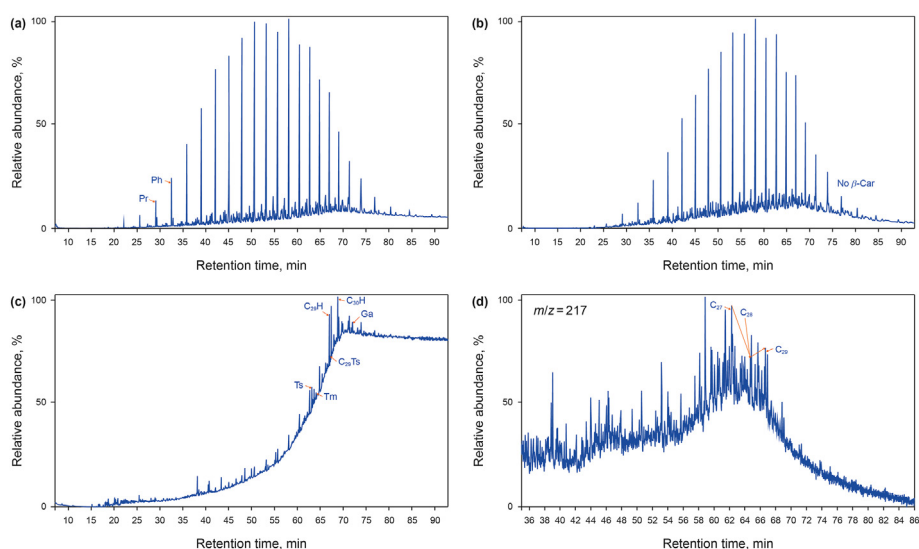 (a)
Relative abundance, %
100
50
0
Pr
Ph
10 15 20 25 30 35 40 45 50 55 60 65 70 75 80 85 90
Retention time, min
(b)
Relative abundance, %
100
50
0
No β-Car
10 15 20 25 30 35 40 45 50 55 60 65 70 75 80 85 90
Retention time, min
(c)
Relative abundance, %
100
50
0
C29H
C30H
Ga
C29Ts
Ts
Tm
10 15 20 25 30 35 40 45 50 55 60 65 70 75 80 85 90
Retention time, min
(d)
Relative abundance, %
100
50
0
m/z = 217
C27
C28
C29
36 38 40 42 44 46 48 50 52 54 56 58 60 62 64 66 68 70 72 74 76 78 80 82 84 86
Retention time, min